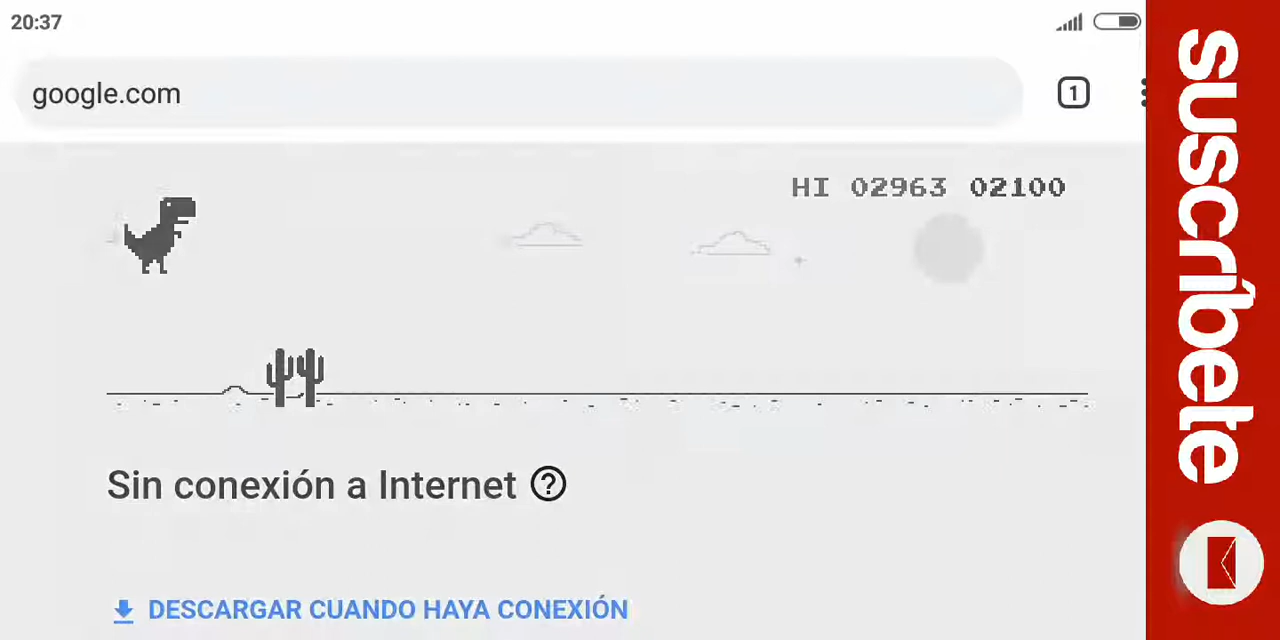 20:37
google.com
1
HI 02963 02100
Sin conexión a Internet ?
DESCARGAR CUANDO HAYA CONEXIÓN
suscríbete